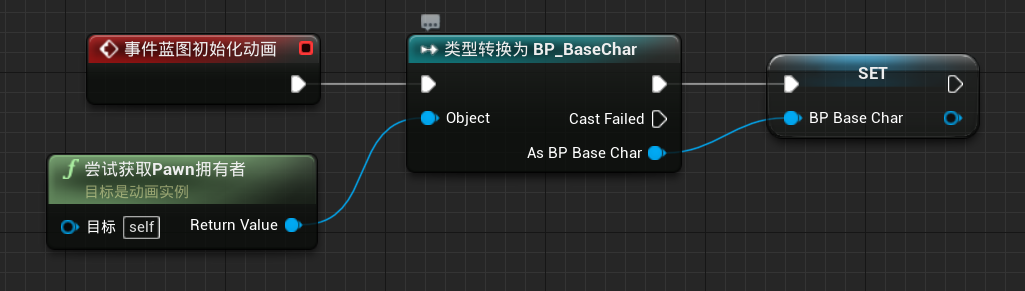 事件蓝图初始化动画
类型转换为 BP_BaseChar
Object
Cast Failed
As BP Base Char
SET
BP Base Char
尝试获取Pawn拥有者
目标是动画实例
目标 self
Return Value